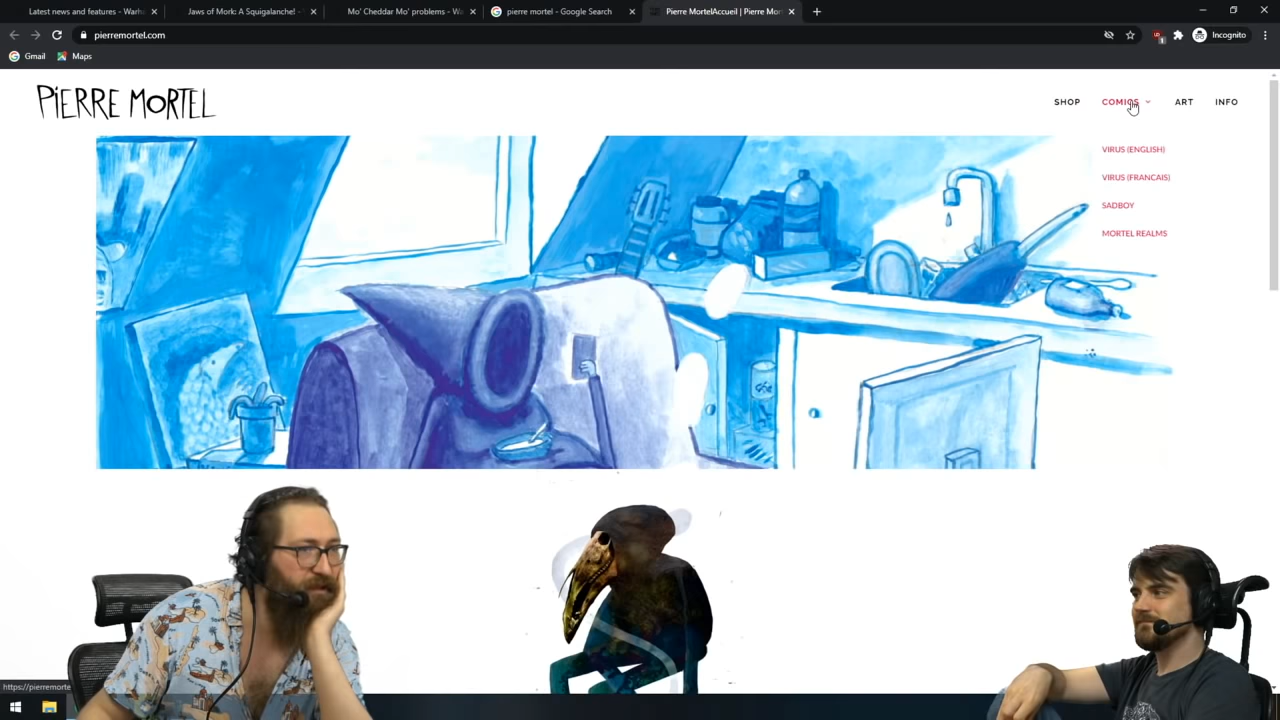 Latest news and features - Warh
Jaws of Mork: A Squigalanche! -
Mo' Cheddar Mo' problems - Wa
pierre mortel - Google Search
Pierre MortelAccueil | Pierre Mor
pierremortel.com
Incognito
Gmail
Maps
PiERRE MORTEL
SHOP
COMICS
ART
INFO
VIRUS (ENGLISH)
VIRUS (FRANCAIS)
SADBOY
MORTEL REALMS
https://pierremorte